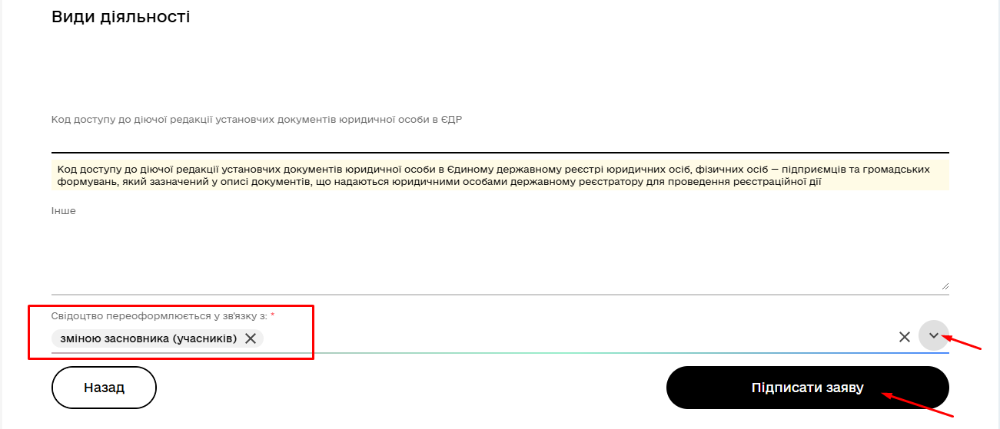 Види діяльності
Код доступу до діючої редакції установчих документів юридичної особи в ЄДР
Код доступу до діючої редакції установчих документів юридичної особи в Єдиному державному реєстрі юридичних осіб, фізичних осіб — підприємців та громадських
формувань, який зазначений у описі документів, що надаються юридичними особами державному реєстратору для проведення реєстраційної дії
Інше
Свідоцтво переоформлюється у зв'язку з: *
зміною засновника (учасників)
Назад
Підписати заяву